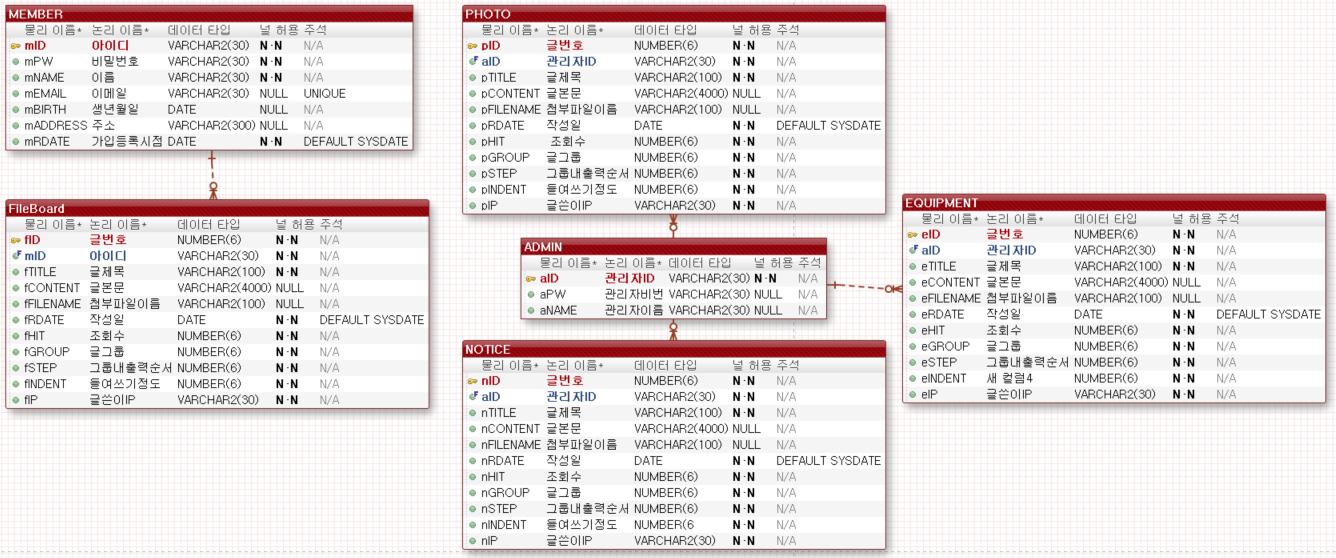 MEMBER
물리 이름* 논리 이름* 데이터 타입 널 허용 주석
mID 아이디 VARCHAR2(30) N·N N/A
mPW 비밀번호 VARCHAR2(30) N·N N/A
mNAME 이름 VARCHAR2(30) N·N N/A
mEMAIL 이메일 VARCHAR2(30) NULL UNIQUE
mBIRTH 생년월일 DATE NULL N/A
mADDRESS 주소 VARCHAR2(300) NULL N/A
mRDATE 가입등록시점 DATE N·N DEFAULT SYSDATE
FileBoard
물리 이름* 논리 이름* 데이터 타입 널 허용 주석
fID 글번호 NUMBER(6) N·N N/A
mID 아이디 VARCHAR2(30) N·N N/A
fTITLE 글제목 VARCHAR2(100) N·N N/A
fCONTENT 글본문 VARCHAR2(4000) NULL N/A
fFILENAME 첨부파일이름 VARCHAR2(100) NULL N/A
fRDATE 작성일 DATE N·N DEFAULT SYSDATE
fHIT 조회수 NUMBER(6) N·N N/A
fGROUP 글그룹 NUMBER(6) N·N N/A
fSTEP 그룹내출력순서 NUMBER(6) N·N N/A
fINDENT 들여쓰기정도 NUMBER(6) N·N N/A
fIP 글쓴이IP VARCHAR2(30) N·N N/A
PHOTO
물리 이름* 논리 이름* 데이터 타입 널 허용 주석
pID 글번호 NUMBER(6) N·N N/A
aID 관리자ID VARCHAR2(30) N·N N/A
pTITLE 글제목 VARCHAR2(100) N·N N/A
pCONTENT 글본문 VARCHAR2(4000) NULL N/A
pFILENAME 첨부파일이름 VARCHAR2(100) NULL N/A
pRDATE 작성일 DATE N·N DEFAULT SYSDATE
pHIT 조회수 NUMBER(6) N·N N/A
pGROUP 글그룹 NUMBER(6) N·N N/A
pSTEP 그룹내출력순서 NUMBER(6) N·N N/A
pINDENT 들여쓰기정도 NUMBER(6) N·N N/A
pIP 글쓴이IP VARCHAR2(30) N·N N/A
ADMIN
물리 이름* 논리 이름* 데이터 타입 널 허용 주석
aID 관리자ID VARCHAR2(30) N·N N/A
aPW 관리자비번 VARCHAR2(30) NULL N/A
aNAME 관리자이름 VARCHAR2(30) NULL N/A
NOTICE
물리 이름* 논리 이름* 데이터 타입 널 허용 주석
nID 글번호 NUMBER(6) N·N N/A
aID 관리자ID VARCHAR2(30) N·N N/A
nTITLE 글제목 VARCHAR2(100) N·N N/A
nCONTENT 글본문 VARCHAR2(4000) NULL N/A
nFILENAME 첨부파일이름 VARCHAR2(100) NULL N/A
nRDATE 작성일 DATE N·N DEFAULT SYSDATE
nHIT 조회수 NUMBER(6) N·N N/A
nGROUP 글그룹 NUMBER(6) N·N N/A
nSTEP 그룹내출력순서 NUMBER(6) N·N N/A
nINDENT 들여쓰기정도 NUMBER(6 N·N N/A
nIP 글쓴이IP VARCHAR2(30) N·N N/A
EQUIPMENT
물리 이름* 논리 이름* 데이터 타입 널 허용 주석
eID 글번호 NUMBER(6) N·N N/A
aID 관리자ID VARCHAR2(30) N·N N/A
eTITLE 글제목 VARCHAR2(100) N·N N/A
eCONTENT 글본문 VARCHAR2(4000) NULL N/A
eFILENAME 첨부파일이름 VARCHAR2(100) NULL N/A
eRDATE 작성일 DATE N·N DEFAULT SYSDATE
eHIT 조회수 NUMBER(6) N·N N/A
eGROUP 글그룹 NUMBER(6) N·N N/A
eSTEP 그룹내출력순서 NUMBER(6) N·N N/A
eINDENT 새 컬럼4 NUMBER(6) N·N N/A
eIP 글쓴이IP VARCHAR2(30) N·N N/A